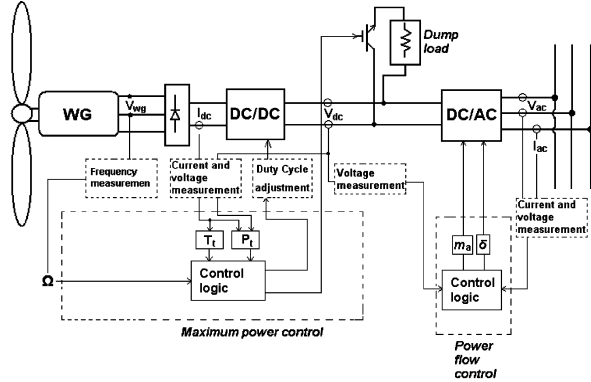 Dump
load
WG
Vwg
Idc
DC/DC
Vdc
DC/AC
Vac
Iac
Frequency
measuremen
Current and
voltage
measurement
Duty Cycle
adjustment
Voltage
measurement
Current and
voltage
measurement
Tt
Pt
ma
δ
Ω
Control
logic
Control
logic
Maximum power control
Power
flow
control